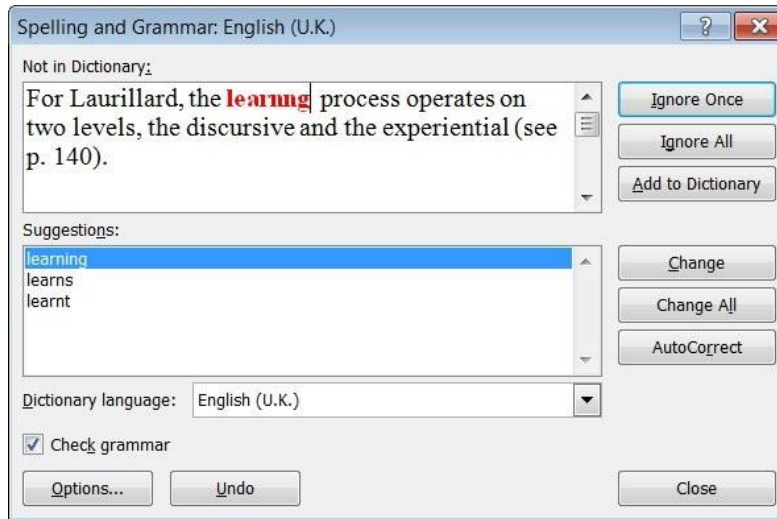 Spelling and Grammar: English (U.K.)
Not in Dictionary:
For Laurillard, the learnng process operates on
two levels, the discursive and the experiential (see
p. 140).
Ignore Once
Ignore All
Add to Dictionary
Suggestions:
learning
learns
learnt
Change
Change All
AutoCorrect
Dictionary language: English (U.K.)
Check grammar
Options... Undo Close